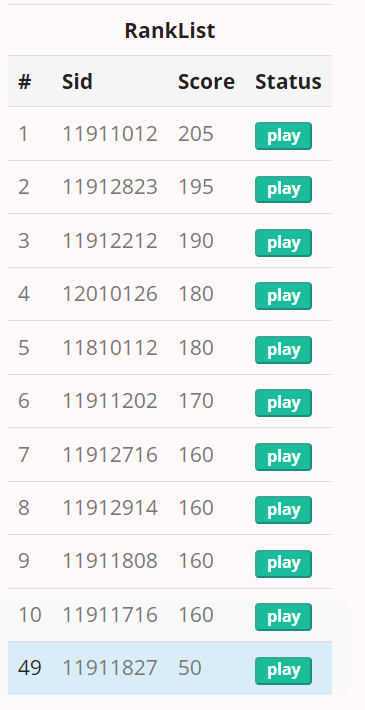 RankList
# Sid Score Status
1 11911012 205 play
2 11912823 195 play
3 11912212 190 play
4 12010126 180 play
5 11810112 180 play
6 11911202 170 play
7 11912716 160 play
8 11912914 160 play
9 11911808 160 play
10 11911716 160 play
49 11911827 50 play